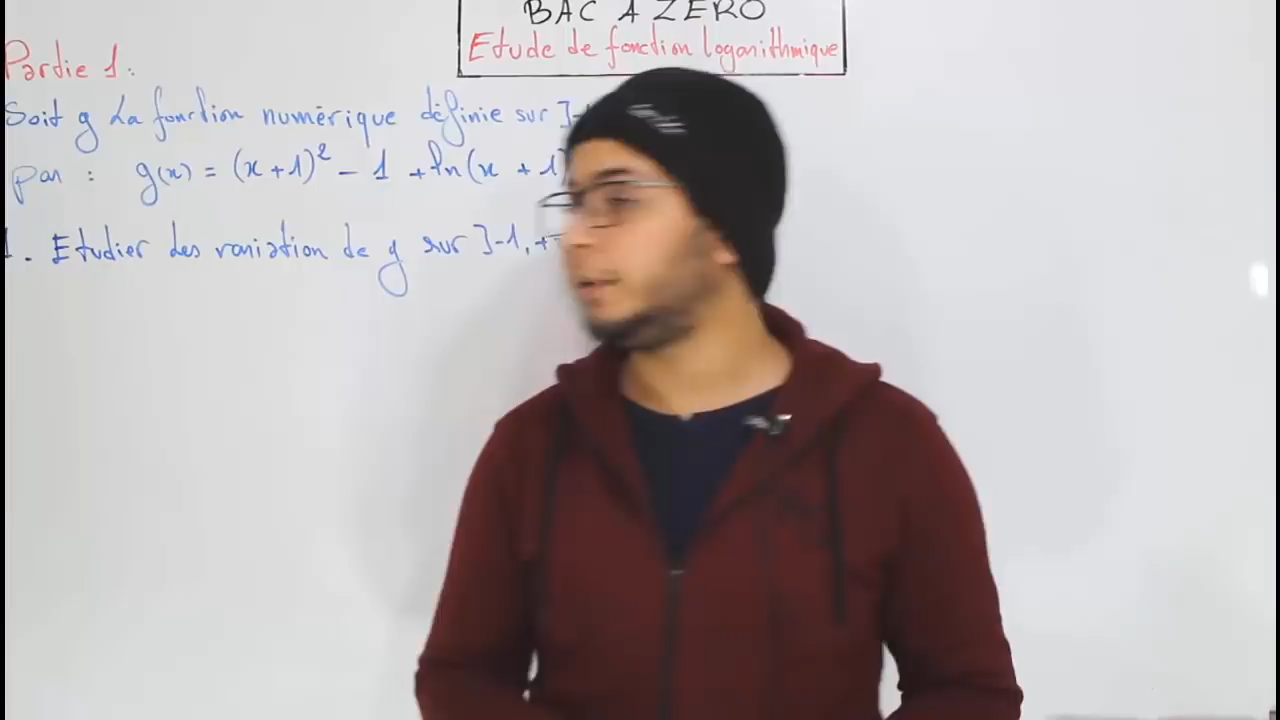 BAC A ZERO
Etude de fonction logarithmique
Partie 1:
Soit g la fonction numérique définie sur ]-
par : g(x) = (x+1)² - 1 + ln(x + 1)
1. Etudier les variation de g sur ]-1, +